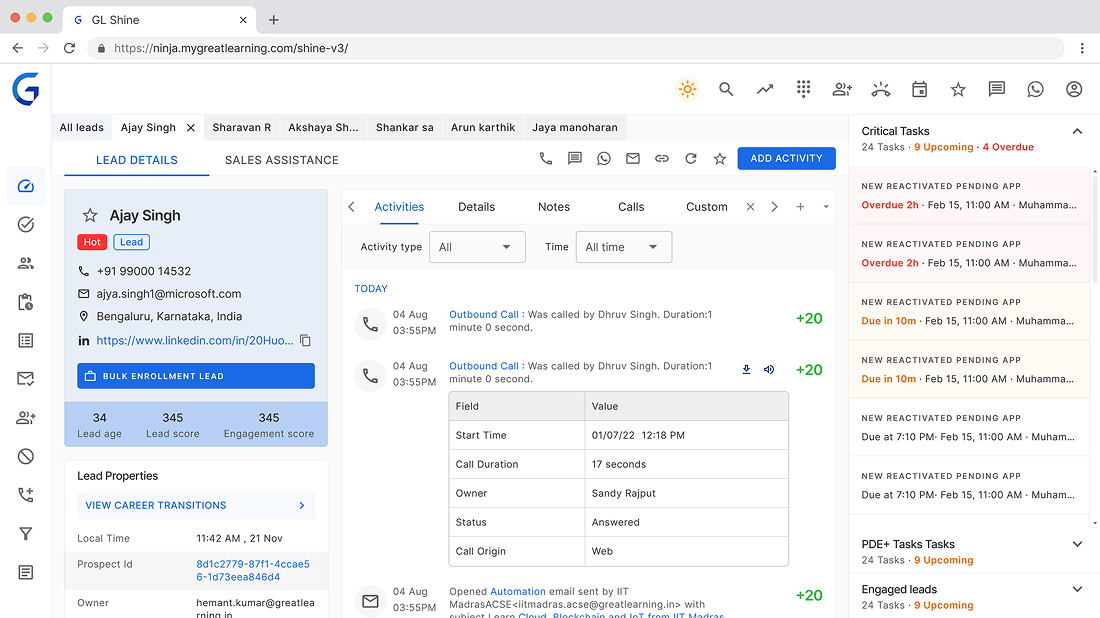 GL Shine
https://ninja.mygreatlearning.com/shine-v3/
All leads
Ajay Singh
Sharavan R
Akshaya Sh...
Shankar sa
Arun karthik
Jaya manoharan
LEAD DETAILS
SALES ASSISTANCE
ADD ACTIVITY
Ajay Singh
Hot
Lead
+91 99000 14532
ajya.singh1@microsoft.com
Bengaluru, Karnataka, India
in
https://www.linkedin.com/in/20Huo...
BULK ENROLLMENT LEAD
34
Lead age
345
Lead score
345
Engagement score
Lead Properties
VIEW CAREER TRANSITIONS
Local Time
11:42 AM , 21 Nov
Prospect Id
8d1c2779-87f1-4ccae5
6-1d73eea846d4
Owner
hemant.kumar@greatlea
rning.in
Activities
Details
Notes
Calls
Custom
Activity type
All
Time
All time
TODAY
04 Aug
03:55PM
Outbound Call : Was called by Dhruv Singh. Duration:1
minute 0 second.
+20
04 Aug
03:55PM
Outbound Call : Was called by Dhruv Singh. Duration:1
minute 0 second.
+20
Field
Value
Start Time
01/07/22 12:18 PM
Call Duration
17 seconds
Owner
Sandy Rajput
Status
Answered
Call Origin
Web
04 Aug
03:55PM
Opened Automation email sent by IIT
MadrasACSE<iitmadras.acse@greatlearning.in> with
subject Learn Cloud, Blockchain and IoT from IIT Madras
+20
Critical Tasks
24 Tasks · 9 Upcoming · 4 Overdue
NEW REACTIVATED PENDING APP
Overdue 2h · Feb 15, 11:00 AM · Muhamma...
NEW REACTIVATED PENDING APP
Overdue 2h · Feb 15, 11:00 AM · Muhamma...
NEW REACTIVATED PENDING APP
Due in 10m · Feb 15, 11:00 AM · Muhamma...
NEW REACTIVATED PENDING APP
Due in 10m · Feb 15, 11:00 AM · Muhamma...
NEW REACTIVATED PENDING APP
Due at 7:10 PM· Feb 15, 11:00 AM · Muham...
NEW REACTIVATED PENDING APP
Due at 7:10 PM· Feb 15, 11:00 AM · Muham...
PDE+ Tasks Tasks
24 Tasks · 9 Upcoming
Engaged leads
24 Tasks · 9 Upcoming